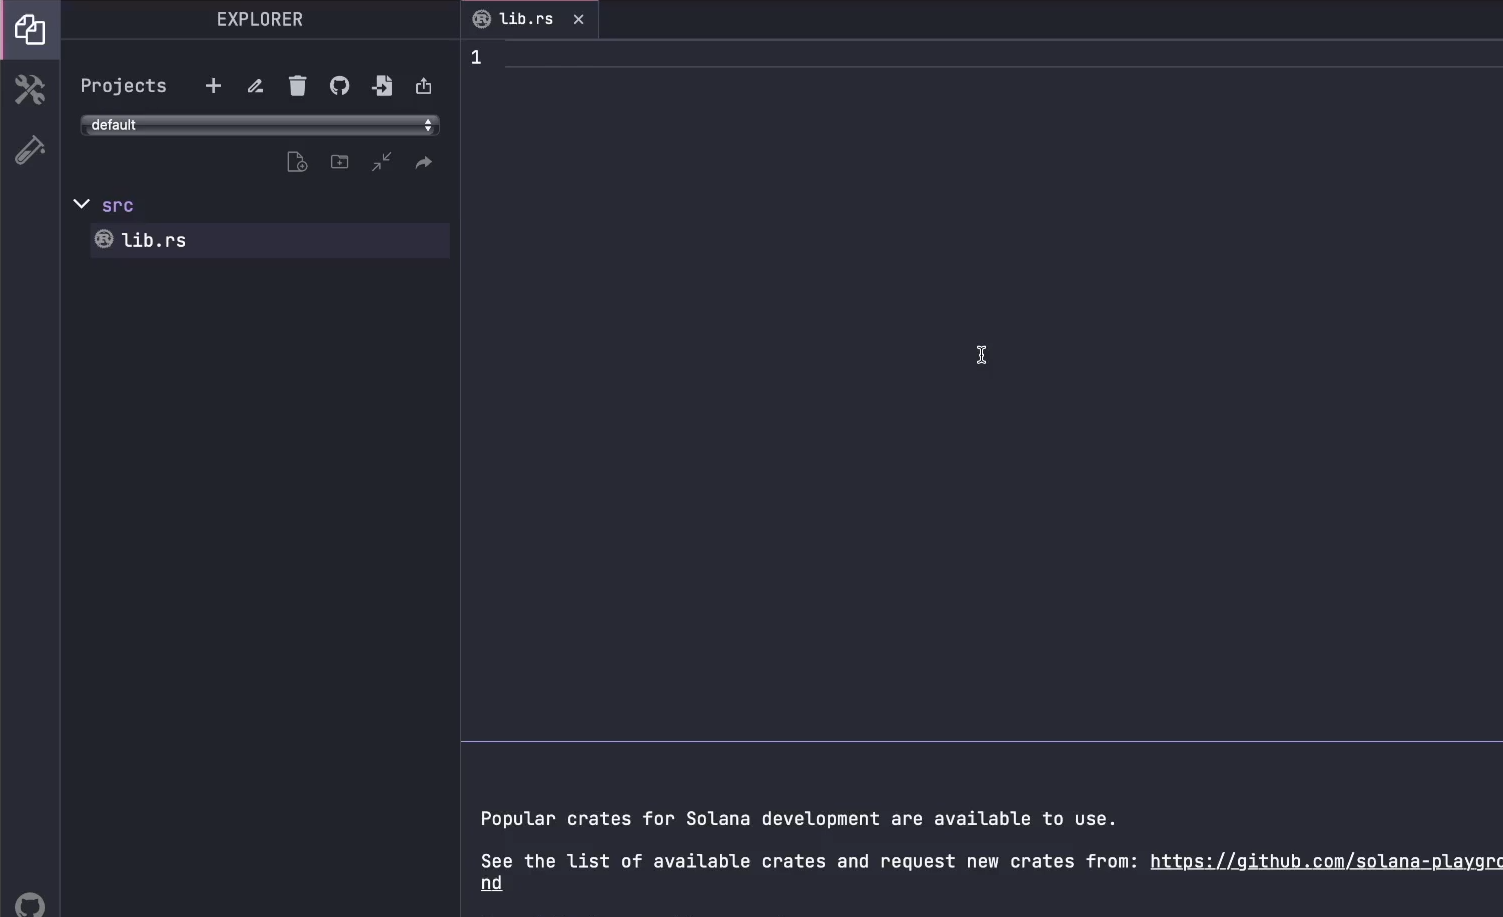 EXPLORER
lib.rs
Projects
default
src
lib.rs
1
Popular crates for Solana development are available to use.
See the list of available crates and request new crates from: https://github.com/solana-playgro
nd